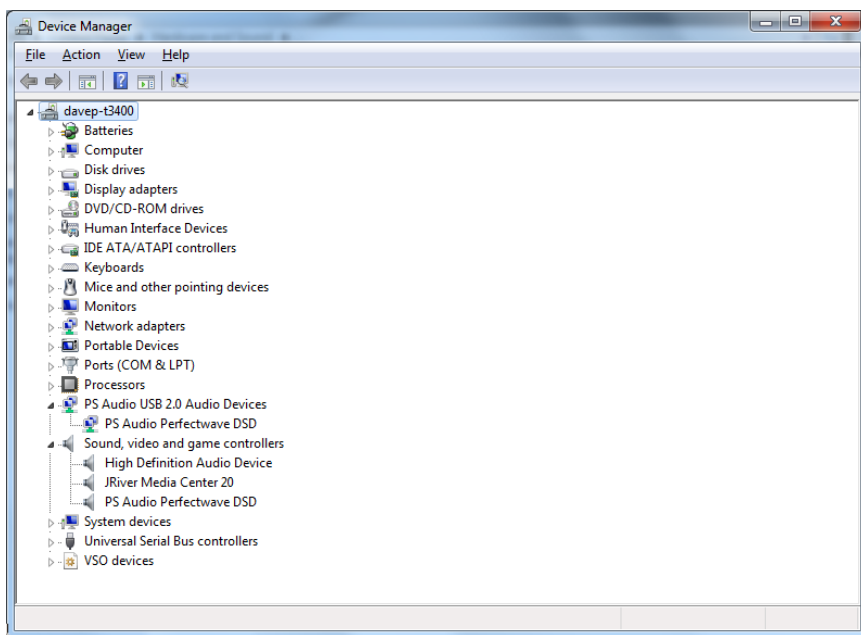 Device Manager
File Action View Help
davep-t3400
Batteries
Computer
Disk drives
Display adapters
DVD/CD-ROM drives
Human Interface Devices
IDE ATA/ATAPI controllers
Keyboards
Mice and other pointing devices
Monitors
Network adapters
Portable Devices
Ports (COM & LPT)
Processors
PS Audio USB 2.0 Audio Devices
PS Audio Perfectwave DSD
Sound, video and game controllers
High Definition Audio Device
JRiver Media Center 20
PS Audio Perfectwave DSD
System devices
Universal Serial Bus controllers
VSO devices